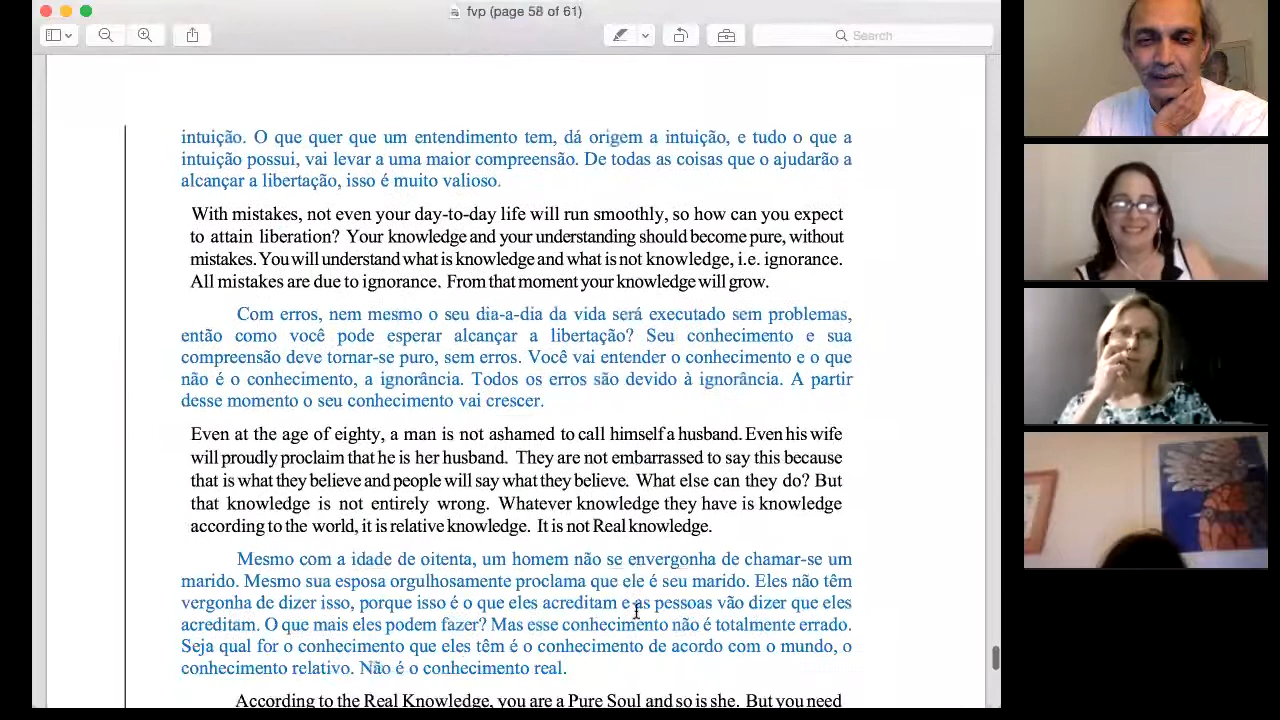 fvp (page 58 of 61)
Search
intuição. O que quer que um entendimento tem, dá origem a intuição, e tudo o que a
intuição possui, vai levar a uma maior compreensão. De todas as coisas que o ajudarão a
alcançar a libertação, isso é muito valioso.
With mistakes, not even your day-to-day life will run smoothly, so how can you expect
to attain liberation? Your knowledge and your understanding should become pure, without
mistakes. You will understand what is knowledge and what is not knowledge, i.e. ignorance.
All mistakes are due to ignorance. From that moment your knowledge will grow.
Com erros, nem mesmo o seu dia-a-dia da vida será executado sem problemas,
então como você pode esperar alcançar a libertação? Seu conhecimento e sua
compreensão deve tornar-se puro, sem erros. Você vai entender o conhecimento e o que
não é o conhecimento, a ignorância. Todos os erros são devido à ignorância. A partir
desse momento o seu conhecimento vai crescer.
Even at the age of eighty, a man is not ashamed to call himself a husband. Even his wife
will proudly proclaim that he is her husband. They are not embarrassed to say this because
that is what they believe and people will say what they believe. What else can they do? But
that knowledge is not entirely wrong. Whatever knowledge they have is knowledge
according to the world, it is relative knowledge. It is not Real knowledge.
Mesmo com a idade de oitenta, um homem não se envergonha de chamar-se um
marido. Mesmo sua esposa orgulhosamente proclama que ele é seu marido. Eles não têm
vergonha de dizer isso, porque isso é o que eles acreditam e as pessoas vão dizer que eles
acreditam. O que mais eles podem fazer? Mas esse conhecimento não é totalmente errado.
Seja qual for o conhecimento que eles têm é o conhecimento de acordo com o mundo, o
conhecimento relativo. Não é o conhecimento real.
According to the Real Knowledge, you are a Pure Soul and so is she. But you need